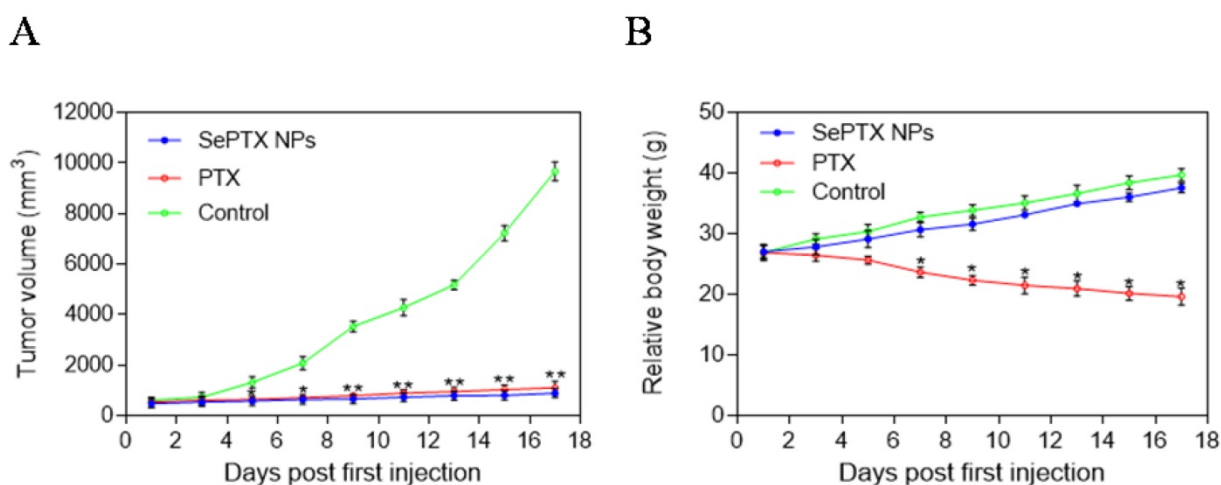 A
12000
10000
8000
6000
4000
2000
0
Tumor volume (mm³)
SePTX NPs
PTX
Control
* * ** ** ** ** **
0 2 4 6 8 10 12 14 16 18
Days post first injection
B
50
40
30
20
10
0
Relative body weight (g)
SePTX NPs
PTX
Control
* * * * * *
0 2 4 6 8 10 12 14 16 18
Days post first injection